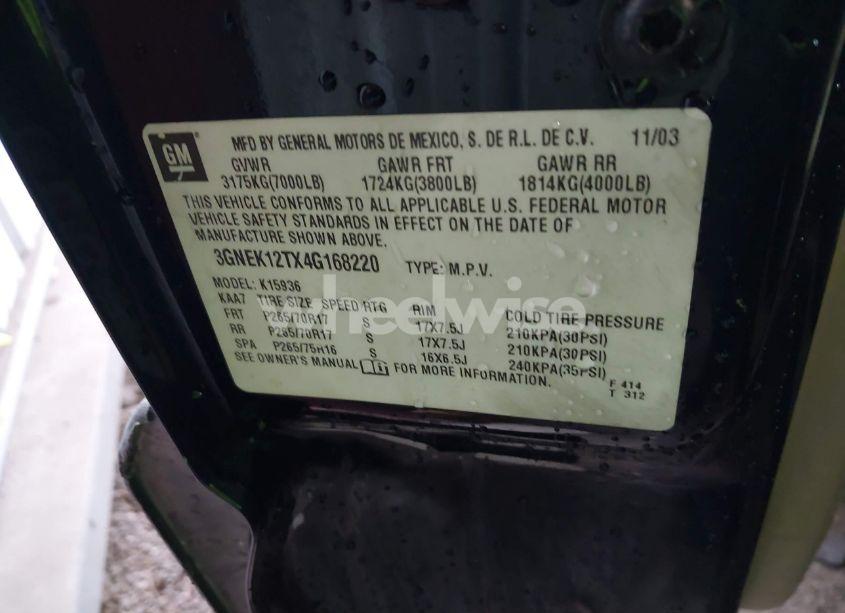 GM
MFD BY GENERAL MOTORS DE MEXICO, S. DE R.L. DE C.V. 11/03
GVWR GAWR FRT GAWR RR
3175KG(7000LB) 1724KG(3800LB) 1814KG(4000LB)
THIS VEHICLE CONFORMS TO ALL APPLICABLE U.S. FEDERAL MOTOR
VEHICLE SAFETY STANDARDS IN EFFECT ON THE DATE OF
MANUFACTURE SHOWN ABOVE.
3GNEK12TX4G168220 TYPE: M.P.V.
MODEL: K15936
KAA7 TIRE SIZE SPEED RTG RIM COLD TIRE PRESSURE
FRT P265/70R17 S 17X7.5J 210KPA(30PSI)
RR P265/70R17 S 17X7.5J 210KPA(30PSI)
SPA P265/75R16 S 16X6.5J 240KPA(35PSI)
SEE OWNER'S MANUAL FOR MORE INFORMATION.
F 414
T 312
wheelwise